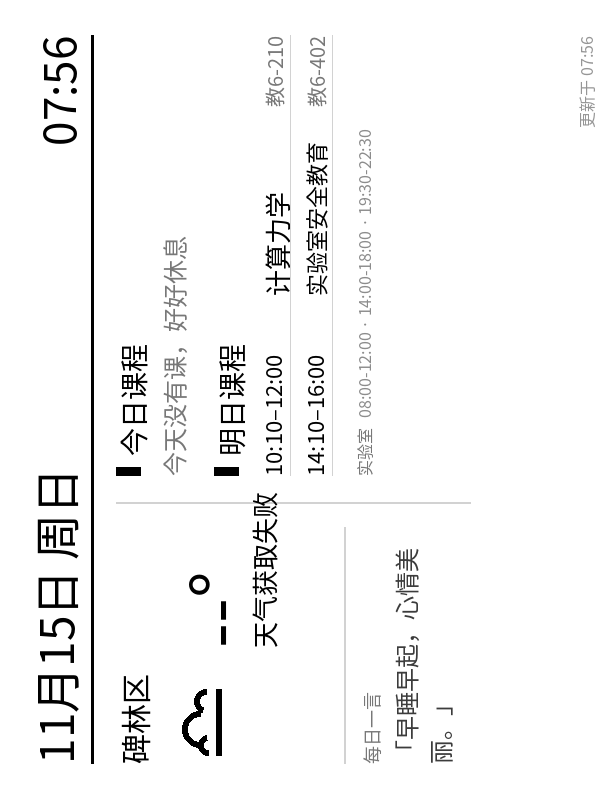 11月15日 周日
07:56
碑林区
--°
天气获取失败
每日一言
「早睡早起，心情美
丽。」
今日课程
今天没有课，好好休息
明日课程
10:10–12:00 计算力学 教6-210
14:10–16:00 实验室安全教育 教6-402
实验室 08:00-12:00 · 14:00-18:00 · 19:30-22:30
更新于 07:56